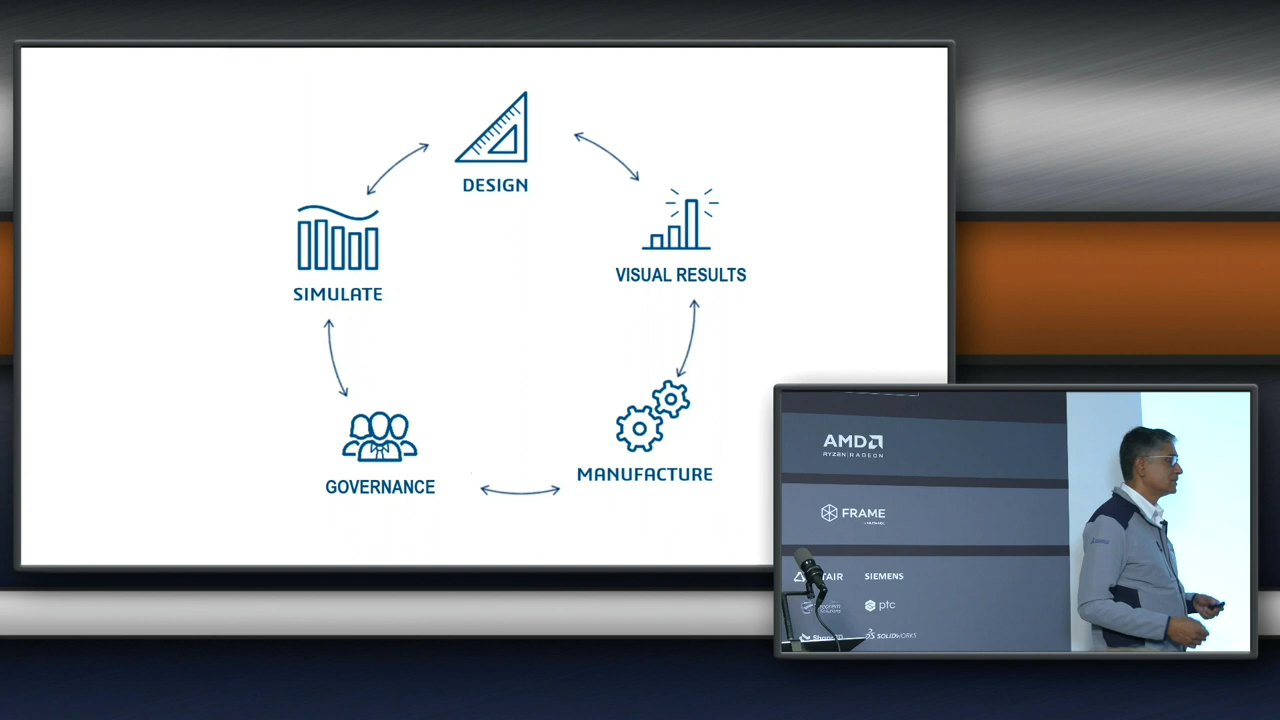 DESIGN
VISUAL RESULTS
SIMULATE
MANUFACTURE
GOVERNANCE
AMD
RYZEN | RADEON
FRAME
SIEMENS
ptc
SOLIDWORKS